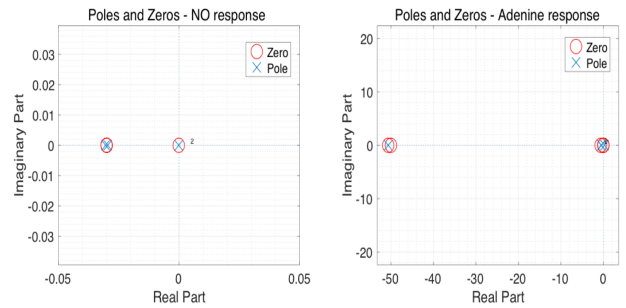 Poles and Zeros - NO response
0.03
0.02
0.01
0
-0.01
-0.02
-0.03
-0.05
0
0.05
Imaginary Part
Real Part
Zero
Pole
2
Poles and Zeros - Adenine response
20
10
0
-10
-20
-50
-40
-30
-20
-10
0
Imaginary Part
Real Part
Zero
Pole